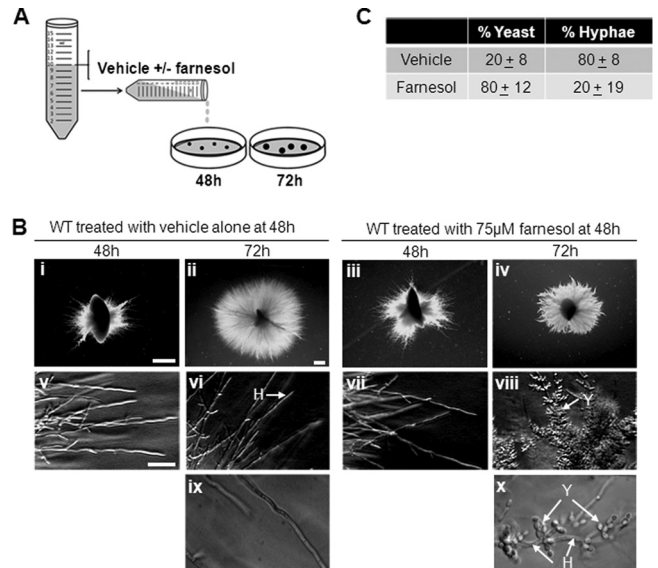 A
Vehicle +/- farnesol
48h
72h
C
% Yeast % Hyphae
Vehicle 20 ± 8 80 ± 8
Farnesol 80 ± 12 20 ± 19
B
WT treated with vehicle alone at 48h
WT treated with 75µM farnesol at 48h
48h
72h
48h
72h
i
ii
iii
iv
v
vi
H
vii
viii
Y
ix
x
Y
H